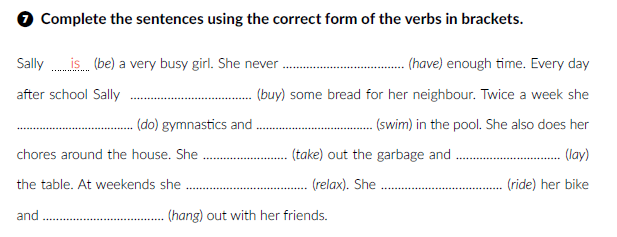 7 Complete the sentences using the correct form of the verbs in brackets.
Sally ......is...... (be) a very busy girl. She never .................................... (have) enough time. Every day
after school Sally .................................... (buy) some bread for her neighbour. Twice a week she
.................................... (do) gymnastics and .................................... (swim) in the pool. She also does her
chores around the house. She ......................... (take) out the garbage and ................................ (lay)
the table. At weekends she .................................... (relax). She .................................... (ride) her bike
and .................................... (hang) out with her friends.